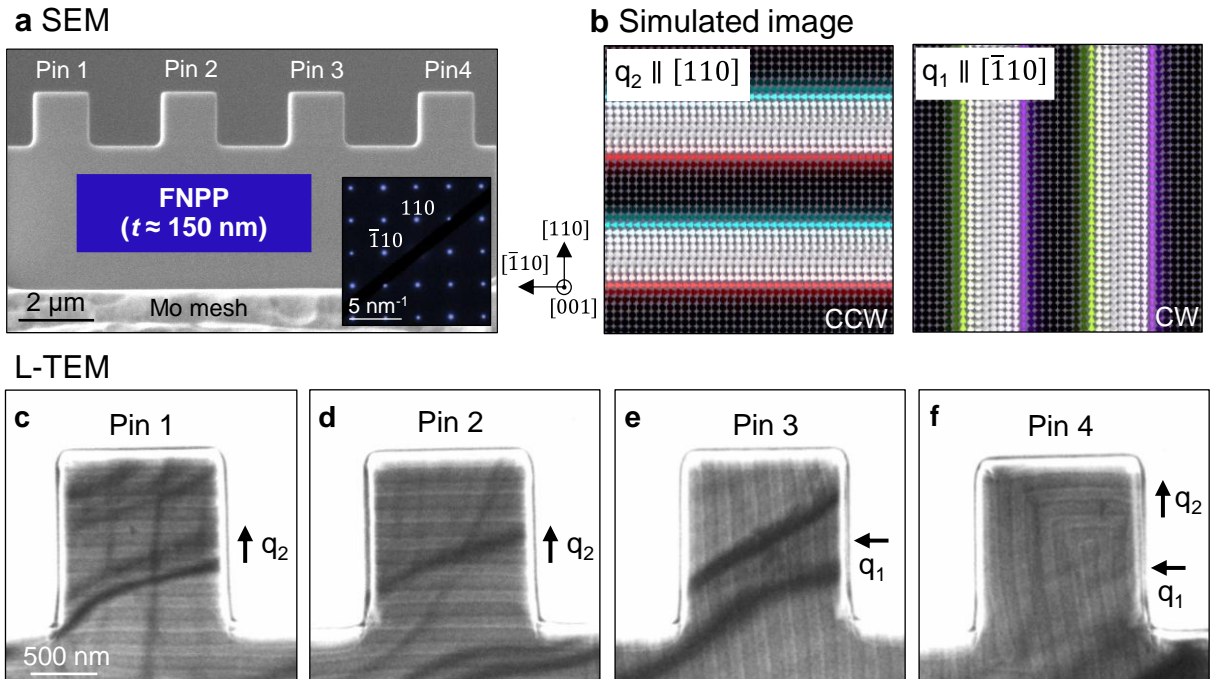 a SEM
Pin 1
Pin 2
Pin 3
Pin4
FNPP
(t ≈ 150 nm)
110
1̅10
5 nm⁻¹
2 μm
Mo mesh
b Simulated image
q₂ ∥ [110]
CCW
q₁ ∥ [1̅10]
CW
[110]
[1̅10]
[001]
L-TEM
c
Pin 1
q₂
500 nm
d
Pin 2
q₂
e
Pin 3
q₁
f
Pin 4
q₂
q₁